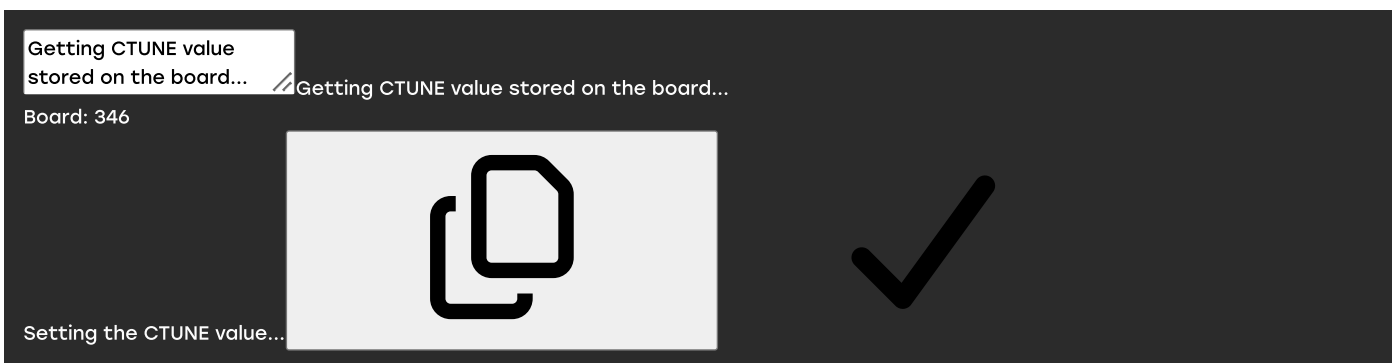 Getting CTUNE value
stored on the board...
Getting CTUNE value stored on the board...
Board: 346
Setting the CTUNE value...